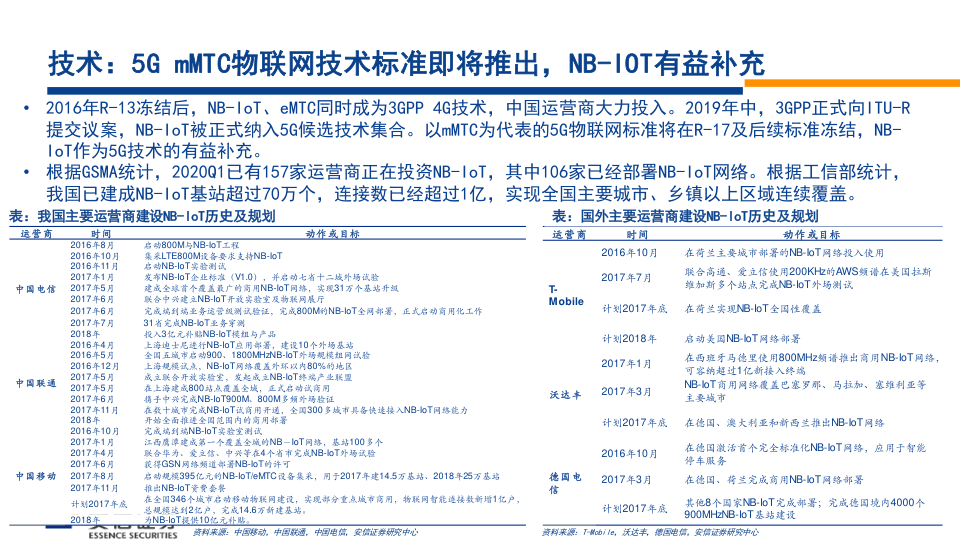 技术：5G mMTC物联网技术标准即将推出，NB-IOT有益补充
• 2016年R-13冻结后，NB-IoT、eMTC同时成为3GPP 4G技术，中国运营商大力投入。2019年中，3GPP正式向ITU-R
提交议案，NB-IoT被正式纳入5G候选技术集合。以mMTC为代表的5G物联网标准将在R-17及后续标准冻结，NB-
IoT作为5G技术的有益补充。
• 根据GSMA统计，2020Q1已有157家运营商正在投资NB-IoT，其中106家已经部署NB-IoT网络。根据工信部统计，
我国已建成NB-IoT基站超过70万个，连接数已经超过1亿，实现全国主要城市、乡镇以上区域连续覆盖。
表：我国主要运营商建设NB-IoT历史及规划
运营商 时间 动作或目标
2016年8月 启动800M与NB-IoT工程
2016年10月 集采LTE800M设备要求支持NB-IoT
2016年11月 启动NB-IoT实验测试
2017年1月 发布NB-IoT企业标准（V1.0），并启动七省十二城外场试验
中国电信 2017年5月 建成全球首个覆盖最广的商用NB-IoT网络，实现31万个基站升级
2017年6月 联合中兴建立NB-IoT开放实验室及物联网展厅
2017年6月 完成端到端业务运营级测试验证，完成800M的NB-IoT全网部署，正式启动商用化工作
2017年7月 31省完成NB-IoT业务穿测
2018年 投入3亿元补贴NB-IoT模组与产品
2016年4月 上海迪士尼进行NB-IoT应用部署，建设10个外场基站
2016年5月 全国五城市启动900、1800MHzNB-IoT外场规模组网试验
2016年12月 上海规模试点，NB-IoT网络覆盖外环以内80%的地区
中国联通 2017年5月 成立联合开放实验室，发起成立NB-IoT终端产业联盟
2017年5月 在上海建成800站点覆盖全城，正式启动试商用
2017年6月 携手中兴完成NB-IoT900M、800M多频外场验证
2017年11月 在数十城市完成NB-IoT试商用开通，全国300多城市具备快速接入NB-IoT网络能力
2018年 开始全面推进全国范围内的商用部署
2016年10月 完成端到端NB-IoT实验室测试
2017年1月 江西鹰潭建成第一个覆盖全域的NB－IoT网络，基站100多个
2017年4月 联合华为、爱立信、中兴等在4个省市完成NB-IoT外场试验
2017年6月 获得GSN网络频道部署NB-IoT的许可
中国移动 2017年8月 启动规模395亿元的NB-IoT/eMTC设备集采，用于2017年建14.5万基站、2018年25万基站
2017年11月 推出NB-IoT资费套餐
计划2017年底 在全国346个城市启动移动物联网建设，实现部分重点城市商用，物联网智能连接数新增1亿户，
总规模达到2亿户，完成14.6万新建基站。
2018年 为NB-IoT提供10亿元补贴。
ESSENCE SECURITIES
资料来源：中国移动，中国联通，中国电信，安信证券研究中心
表：国外主要运营商建设NB-IoT历史及规划
运营商 时间 动作或目标
2016年10月 在荷兰主要城市部署的NB-IoT网络投入使用
2017年7月 联合高通、爱立信使用200KHz的AWS频谱在美国拉斯
维加斯多个站点完成NB-IoT外场测试
T-
Mobile
计划2017年底 在荷兰实现NB-IoT全国性覆盖
计划2018年 启动美国NB-IoT网络部署
2017年1月 在西班牙马德里使用800MHz频谱推出商用NB-IoT网络，
可容纳超过1亿新接入终端
沃达丰 2017年3月 NB-IoT商用网络覆盖巴塞罗那、马拉加、塞维利亚等
主要城市
计划2017年 在德国、澳大利亚和新西兰推出NB-IoT网络
2016年10月 在德国激活首个完全标准化NB-IoT网络，应用于智能
停车服务
德国电
信
2017年3月 在德国、荷兰完成商用NB-IoT网络部署
计划2017年底 其他8个国家NB-IoT完成部署；完成德国境内4000个
900MHzNB-IoT基站建设
资料来源：T-Mobile，沃达丰，德国电信，安信证券研究中心